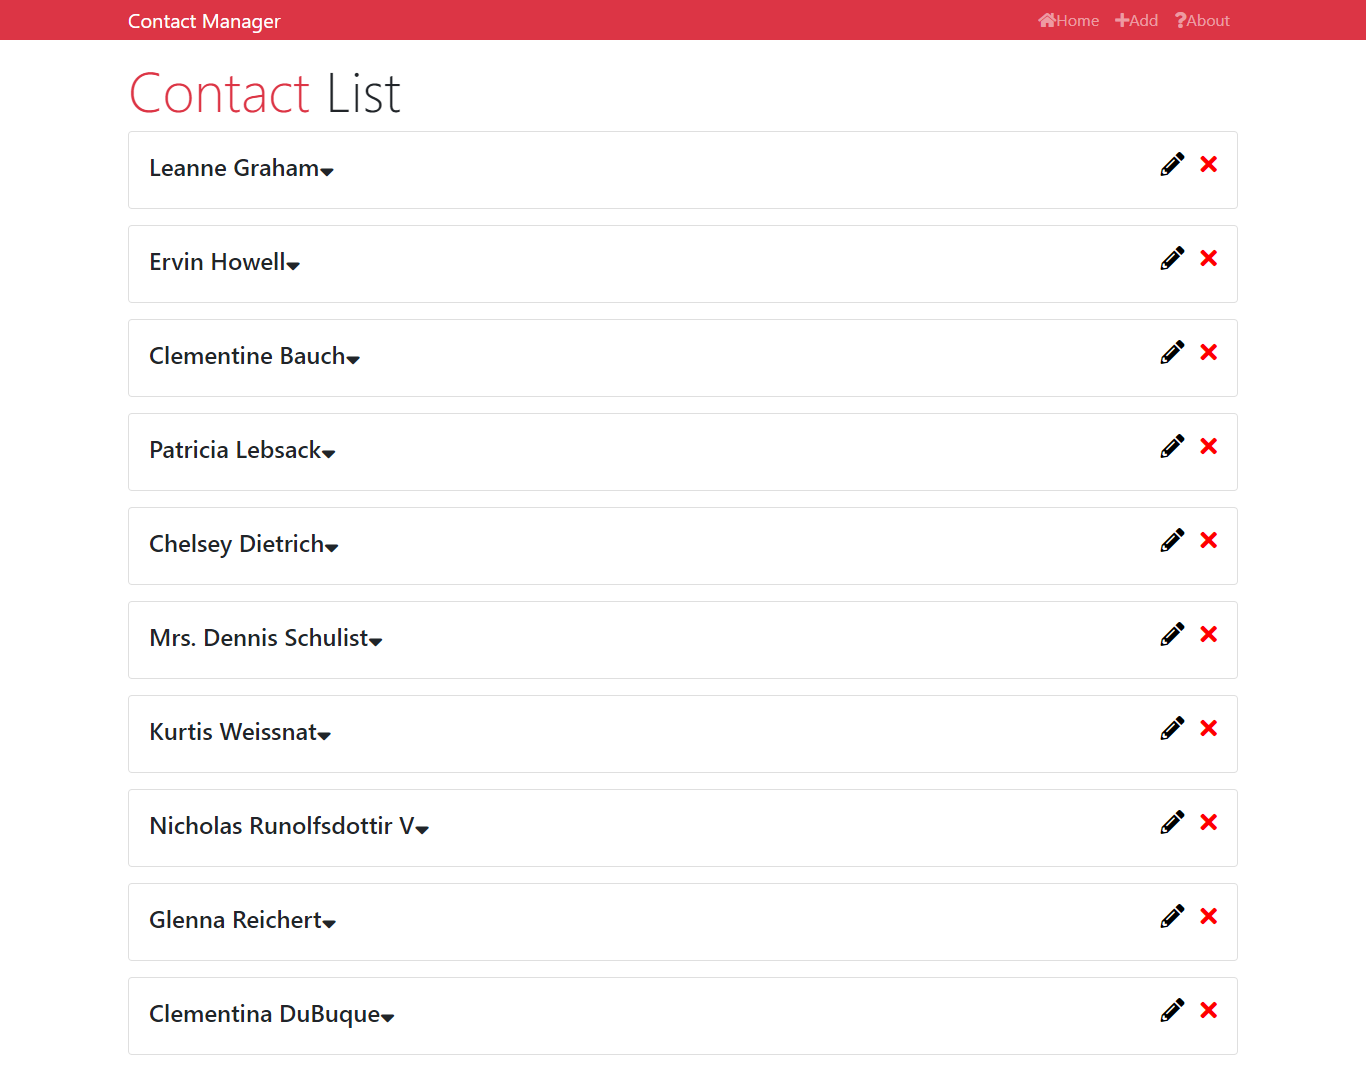 Contact Manager Home Add About
Contact List
Leanne Graham
Ervin Howell
Clementine Bauch
Patricia Lebsack
Chelsey Dietrich
Mrs. Dennis Schulist
Kurtis Weissnat
Nicholas Runolfsdottir V
Glenna Reichert
Clementina DuBuque